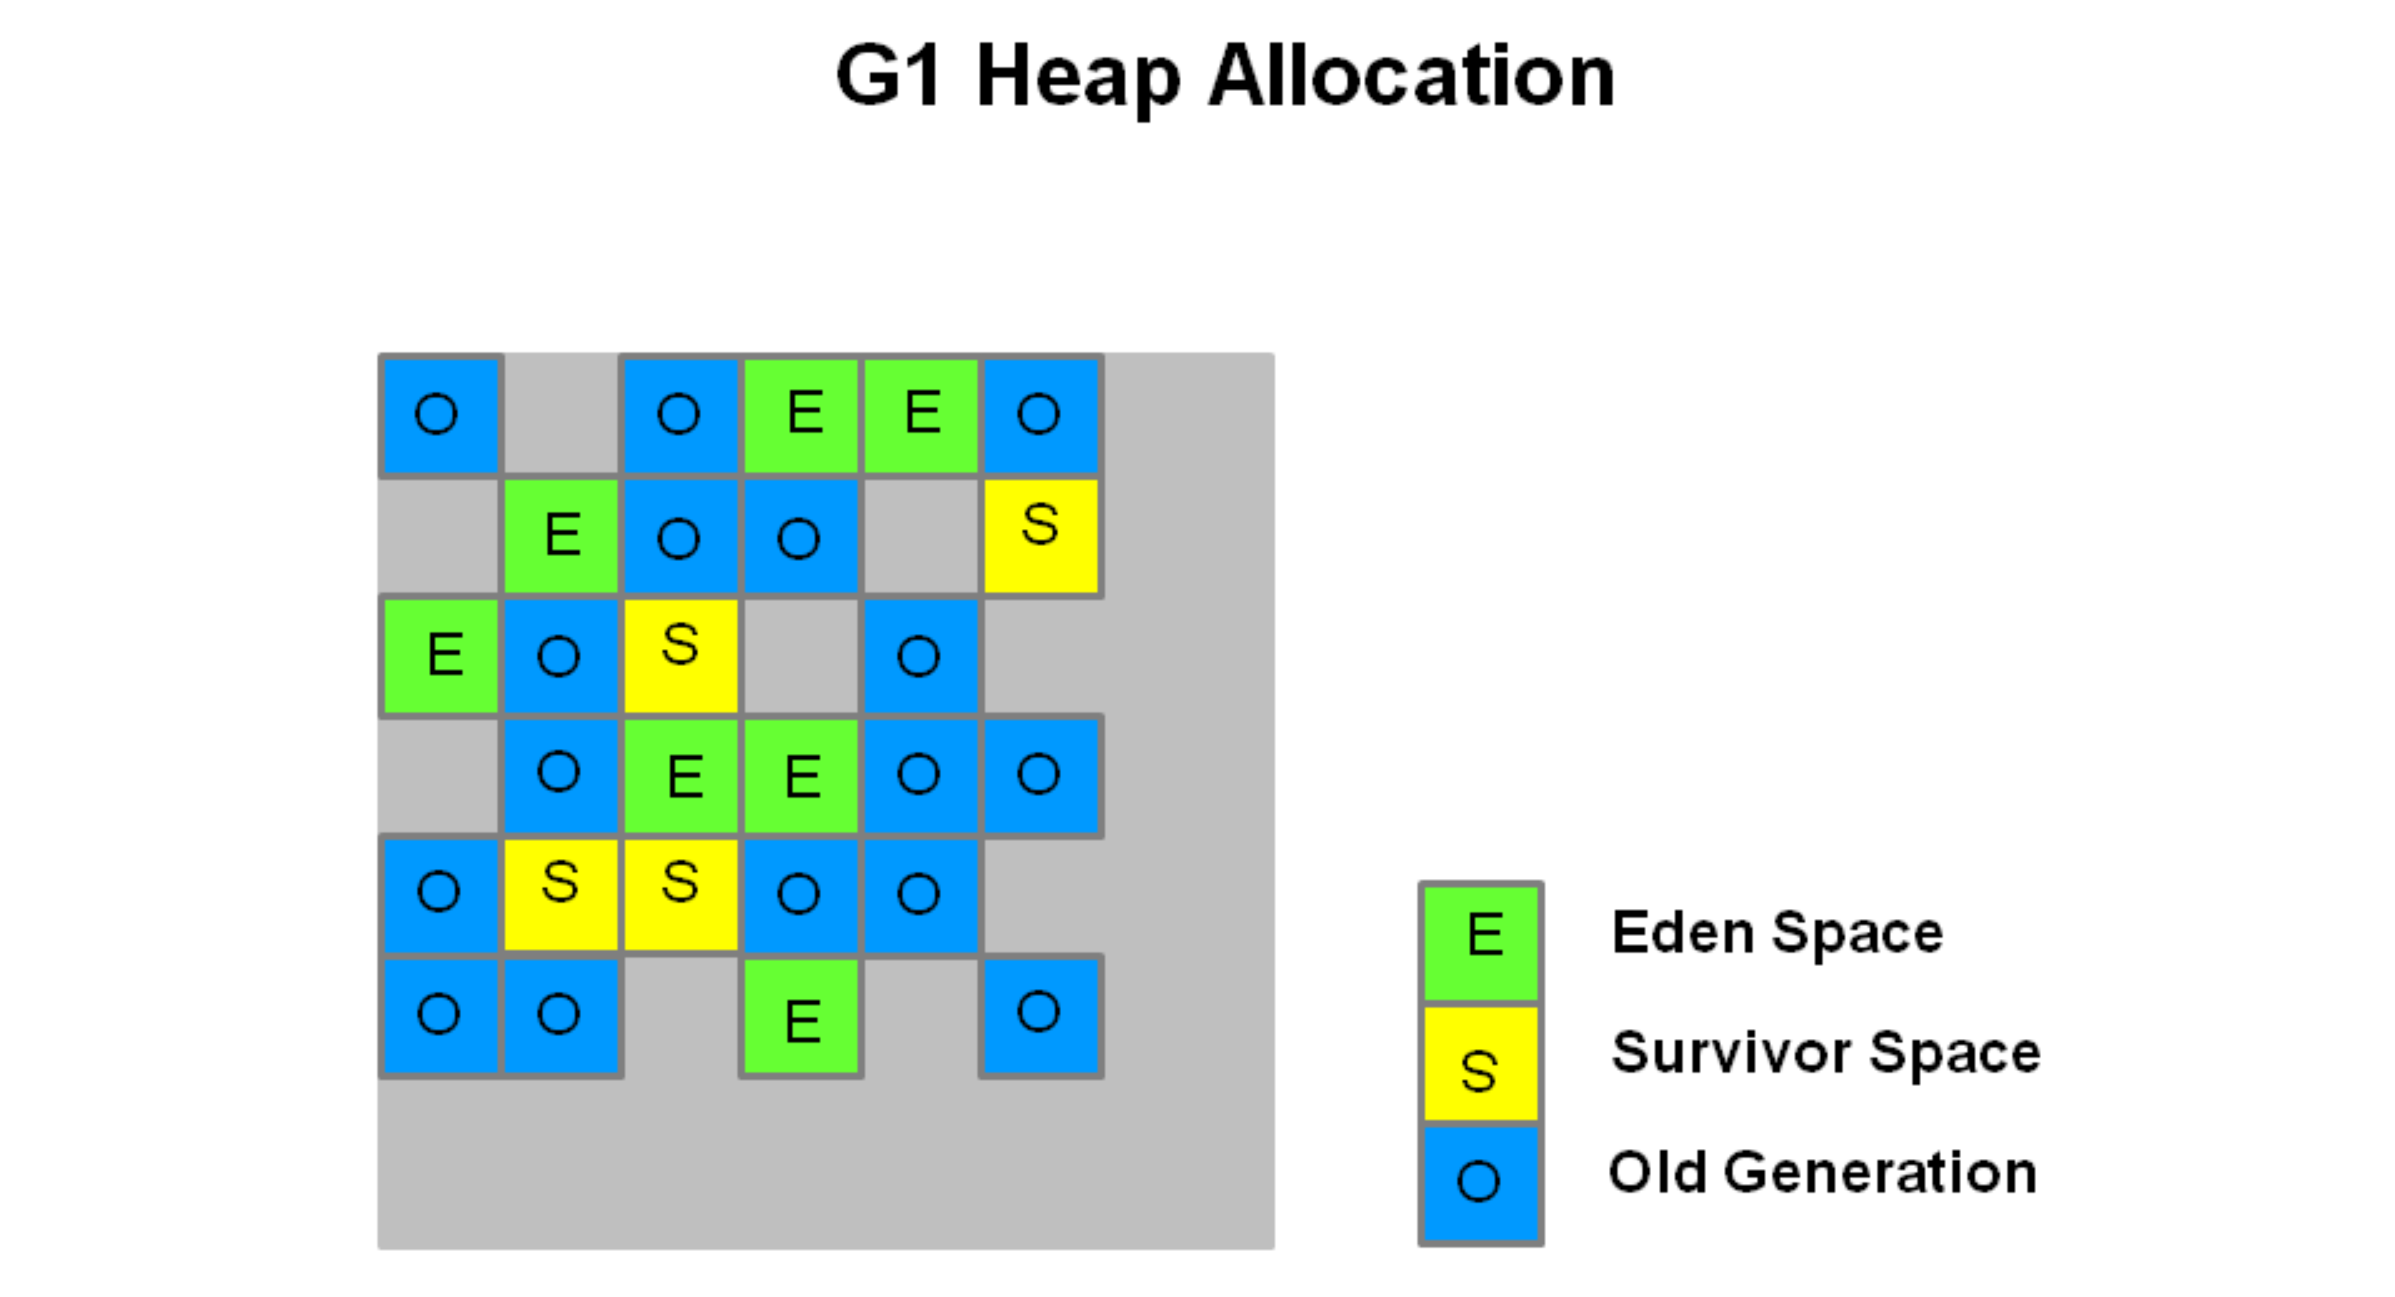 G1 Heap Allocation
O O E E O
E O O S
E O S O
O E E O O
O S S O O
O O E O
E Eden Space
S Survivor Space
O Old Generation